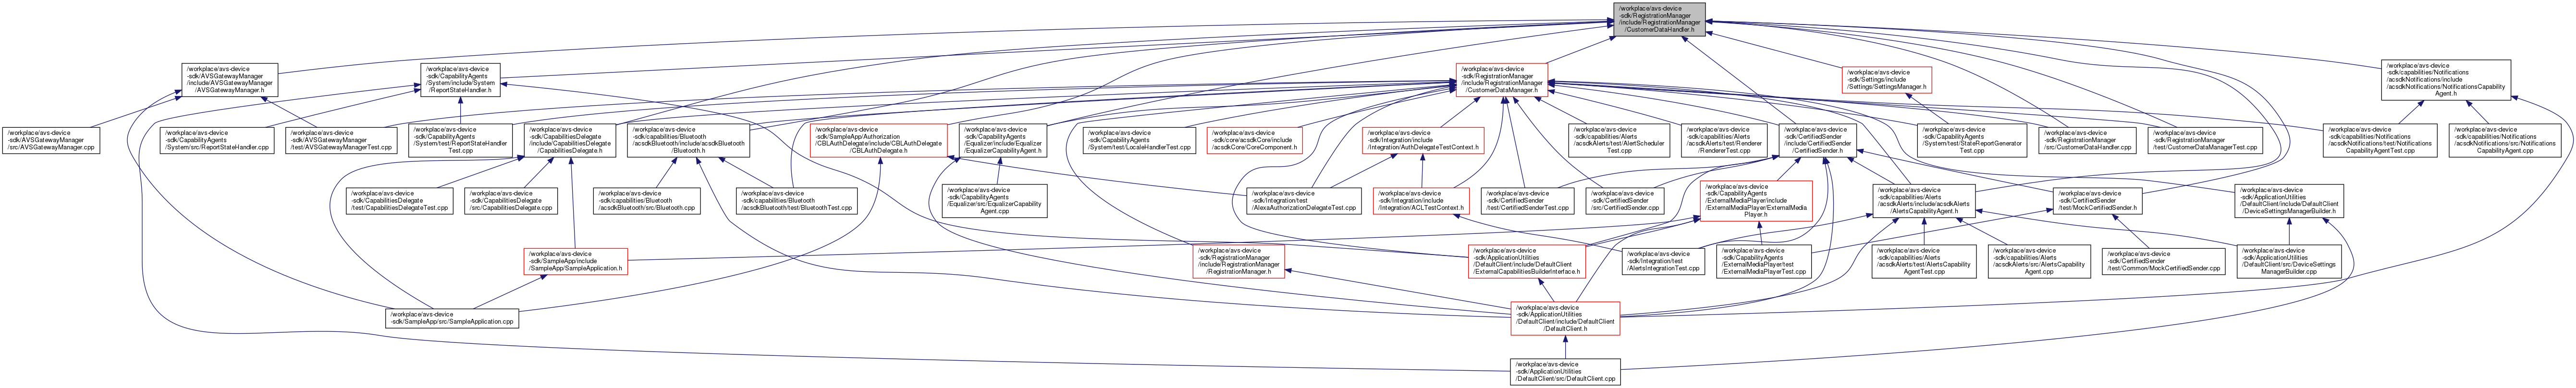 /workplace/avs-device
-sdk/RegistrationManager
/include/RegistrationManager
/CustomerDataHandler.h
/workplace/avs-device
-sdk/AVSGatewayManager
/include/AVSGatewayManager
/AVSGatewayManager.h
/workplace/avs-device
-sdk/CapabilityAgents
/System/include/System
/ReportStateHandler.h
/workplace/avs-device
-sdk/RegistrationManager
/include/RegistrationManager
/CustomerDataManager.h
/workplace/avs-device
-sdk/Settings/include
/Settings/SettingsManager.h
/workplace/avs-device
-sdk/capabilities/Notifications
/acsdkNotifications/include
/acsdkNotifications/NotificationsCapability
Agent.h
/workplace/avs-device
-sdk/AVSGatewayManager
/src/AVSGatewayManager.cpp
/workplace/avs-device
-sdk/CapabilityAgents
/System/src/ReportStateHandler.cpp
/workplace/avs-device
-sdk/AVSGatewayManager
/test/AVSGatewayManagerTest.cpp
/workplace/avs-device
-sdk/CapabilityAgents
/System/test/ReportStateHandler
Test.cpp
/workplace/avs-device
-sdk/CapabilitiesDelegate
/include/CapabilitiesDelegate
/CapabilitiesDelegate.h
/workplace/avs-device
-sdk/capabilities/Bluetooth
/acsdkBluetooth/include/acsdkBluetooth
/Bluetooth.h
/workplace/avs-device
-sdk/SampleApp/Authorization
/CBLAuthDelegate/include/CBLAuthDelegate
/CBLAuthDelegate.h
/workplace/avs-device
-sdk/CapabilityAgents
/Equalizer/include/Equalizer
/EqualizerCapabilityAgent.h
/workplace/avs-device
-sdk/CapabilityAgents
/System/test/LocaleHandlerTest.cpp
/workplace/avs-device
-sdk/core/acsdkCore/include
/acsdkCore/CoreComponent.h
/workplace/avs-device
-sdk/Integration/include
/Integration/AuthDelegateTestContext.h
/workplace/avs-device
-sdk/capabilities/Alerts
/acsdkAlerts/test/AlertScheduler
Test.cpp
/workplace/avs-device
-sdk/capabilities/Alerts
/acsdkAlerts/test/Renderer
/RendererTest.cpp
/workplace/avs-device
-sdk/CertifiedSender
/include/CertifiedSender
/CertifiedSender.h
/workplace/avs-device
-sdk/CapabilityAgents
/System/test/StateReportGenerator
Test.cpp
/workplace/avs-device
-sdk/RegistrationManager
/src/CustomerDataHandler.cpp
/workplace/avs-device
-sdk/RegistrationManager
/test/CustomerDataManagerTest.cpp
/workplace/avs-device
-sdk/capabilities/Notifications
/acsdkNotifications/test/Notifications
CapabilityAgentTest.cpp
/workplace/avs-device
-sdk/capabilities/Notifications
/acsdkNotifications/src/Notifications
CapabilityAgent.cpp
/workplace/avs-device
-sdk/CapabilitiesDelegate
/test/CapabilitiesDelegateTest.cpp
/workplace/avs-device
-sdk/CapabilitiesDelegate
/src/CapabilitiesDelegate.cpp
/workplace/avs-device
-sdk/capabilities/Bluetooth
/acsdkBluetooth/src/Bluetooth.cpp
/workplace/avs-device
-sdk/capabilities/Bluetooth
/acsdkBluetooth/test/BluetoothTest.cpp
/workplace/avs-device
-sdk/CapabilityAgents
/Equalizer/src/EqualizerCapability
Agent.cpp
/workplace/avs-device
-sdk/Integration/test
/AlexaAuthorizationDelegateTest.cpp
/workplace/avs-device
-sdk/Integration/include
/Integration/ACLTestContext.h
/workplace/avs-device
-sdk/CertifiedSender
/test/CertifiedSenderTest.cpp
/workplace/avs-device
-sdk/CertifiedSender
/src/CertifiedSender.cpp
/workplace/avs-device
-sdk/CapabilityAgents
/ExternalMediaPlayer/include
/ExternalMediaPlayer/ExternalMedia
Player.h
/workplace/avs-device
-sdk/capabilities/Alerts
/acsdkAlerts/include/acsdkAlerts
/AlertsCapabilityAgent.h
/workplace/avs-device
-sdk/CertifiedSender
/test/MockCertifiedSender.h
/workplace/avs-device
-sdk/ApplicationUtilities
/DefaultClient/include/DefaultClient
/DeviceSettingsManagerBuilder.h
/workplace/avs-device
-sdk/SampleApp/include
/SampleApp/SampleApplication.h
/workplace/avs-device
-sdk/RegistrationManager
/include/RegistrationManager
/RegistrationManager.h
/workplace/avs-device
-sdk/ApplicationUtilities
/DefaultClient/include/DefaultClient
/ExternalCapabilitiesBuilderInterface.h
/workplace/avs-device
-sdk/Integration/test
/AlertsIntegrationTest.cpp
/workplace/avs-device
-sdk/CapabilityAgents
/ExternalMediaPlayer/test
/ExternalMediaPlayerTest.cpp
/workplace/avs-device
-sdk/capabilities/Alerts
/acsdkAlerts/test/AlertsCapability
AgentTest.cpp
/workplace/avs-device
-sdk/capabilities/Alerts
/acsdkAlerts/src/AlertsCapability
Agent.cpp
/workplace/avs-device
-sdk/CertifiedSender
/test/Common/MockCertifiedSender.cpp
/workplace/avs-device
-sdk/ApplicationUtilities
/DefaultClient/src/DeviceSettings
ManagerBuilder.cpp
/workplace/avs-device
-sdk/SampleApp/src/SampleApplication.cpp
/workplace/avs-device
-sdk/ApplicationUtilities
/DefaultClient/include/DefaultClient
/DefaultClient.h
/workplace/avs-device
-sdk/ApplicationUtilities
/DefaultClient/src/DefaultClient.cpp